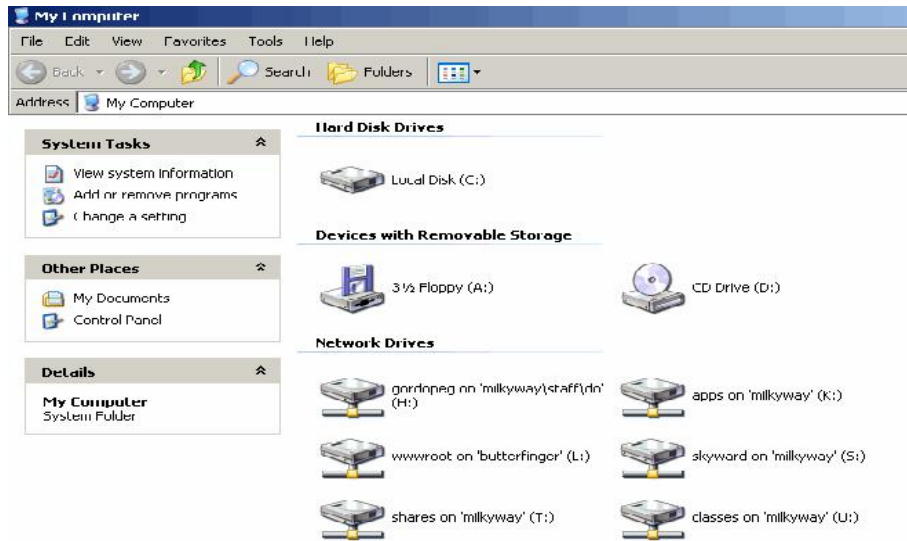 My Computer
File Edit View Favorites Tools Help
Back Search Folders
Address My Computer
System Tasks
View system information
Add or remove programs
Change a setting
Other Places
My Documents
Control Panel
Details
My Computer
System Folder
Hard Disk Drives
Local Disk (C:)
Devices with Removable Storage
3½ Floppy (A:)
CD Drive (D:)
Network Drives
gordopeg on 'milkyway\staff\do'
(H:)
apps on 'milkyway' (K:)
wwwroot on 'butterfinger' (L:)
skyward on 'milkyway' (S:)
shares on 'milkyway' (T:)
classes on 'milkyway' (U:)